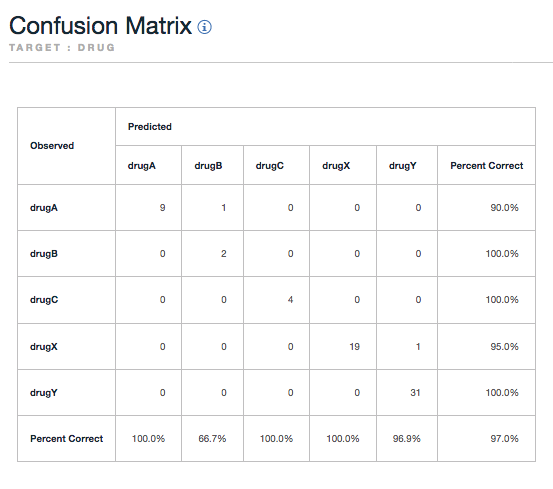 Confusion Matrix
TARGET : DRUG
Observed Predicted
drugA drugB drugC drugX drugY Percent Correct
drugA 9 1 0 0 0 90.0%
drugB 0 2 0 0 0 100.0%
drugC 0 0 4 0 0 100.0%
drugX 0 0 0 19 1 95.0%
drugY 0 0 0 0 31 100.0%
Percent Correct 100.0% 66.7% 100.0% 100.0% 96.9% 97.0%